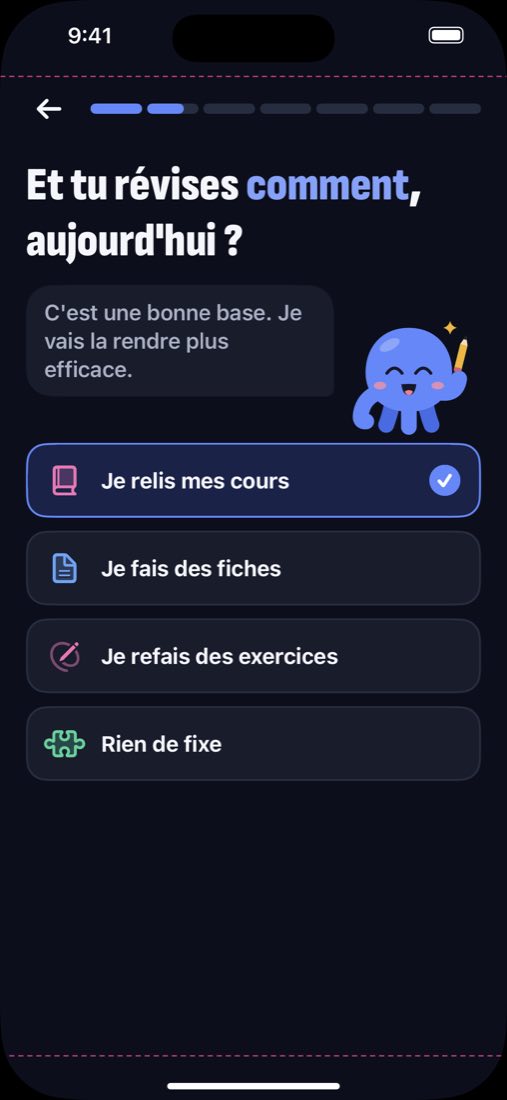 9:41
Et tu révises comment,
aujourd'hui ?
C'est une bonne base. Je
vais la rendre plus
efficace.
Je relis mes cours
Je fais des fiches
Je refais des exercices
Rien de fixe